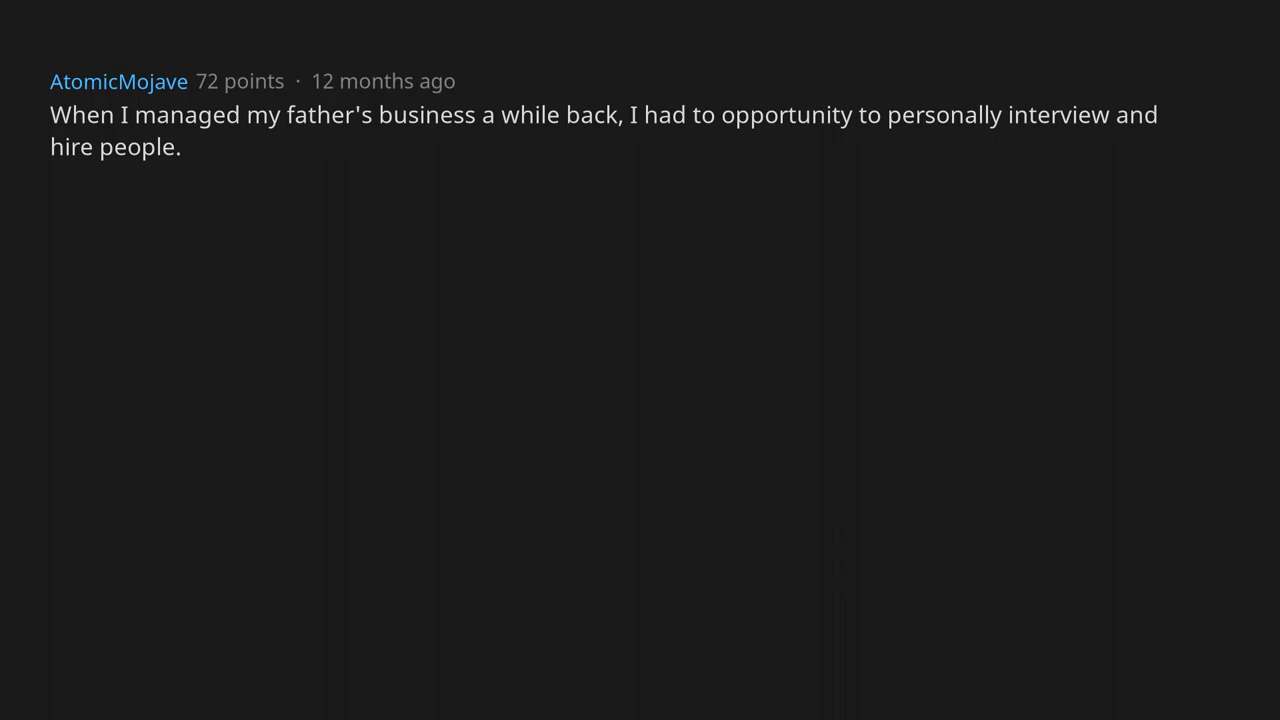 AtomicMojave 72 points · 12 months ago
When I managed my father's business a while back, I had to opportunity to personally interview and
hire people.